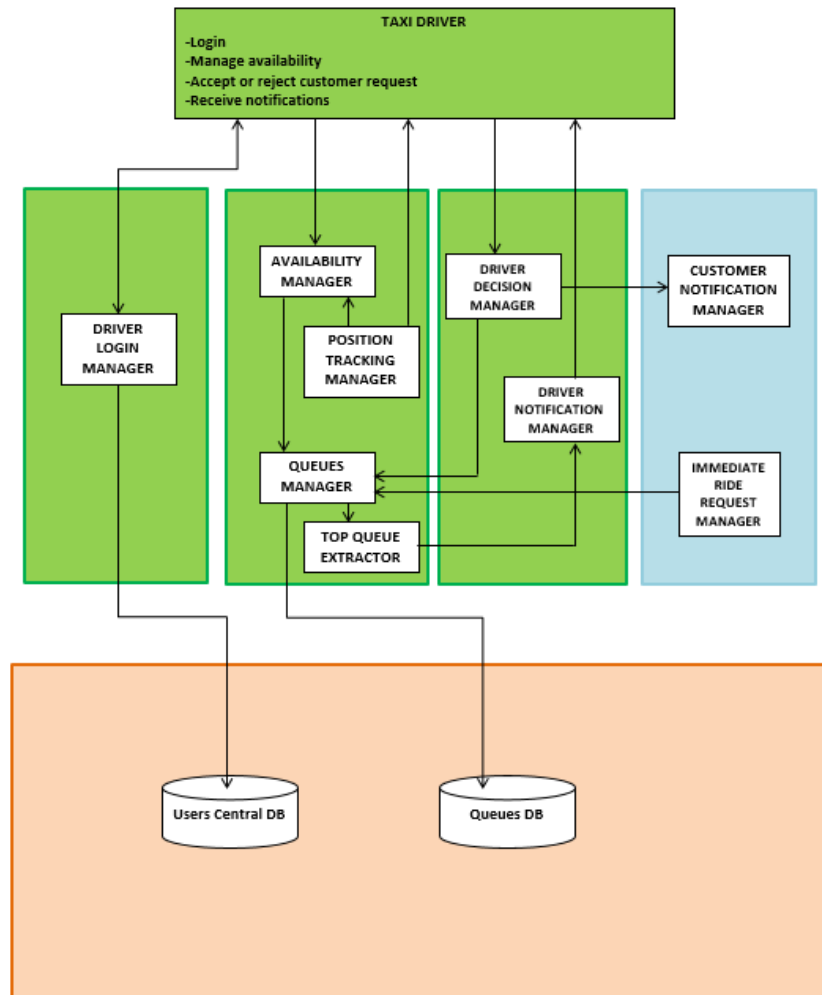 TAXI DRIVER
-Login
-Manage availability
-Accept or reject customer request
-Receive notifications
AVAILABILITY
MANAGER
DRIVER
DECISION
MANAGER
CUSTOMER
NOTIFICATION
MANAGER
DRIVER
LOGIN
MANAGER
POSITION
TRACKING
MANAGER
DRIVER
NOTIFICATION
MANAGER
QUEUES
MANAGER
IMMEDIATE
RIDE
REQUEST
MANAGER
TOP QUEUE
EXTRACTOR
Users Central DB
Queues DB